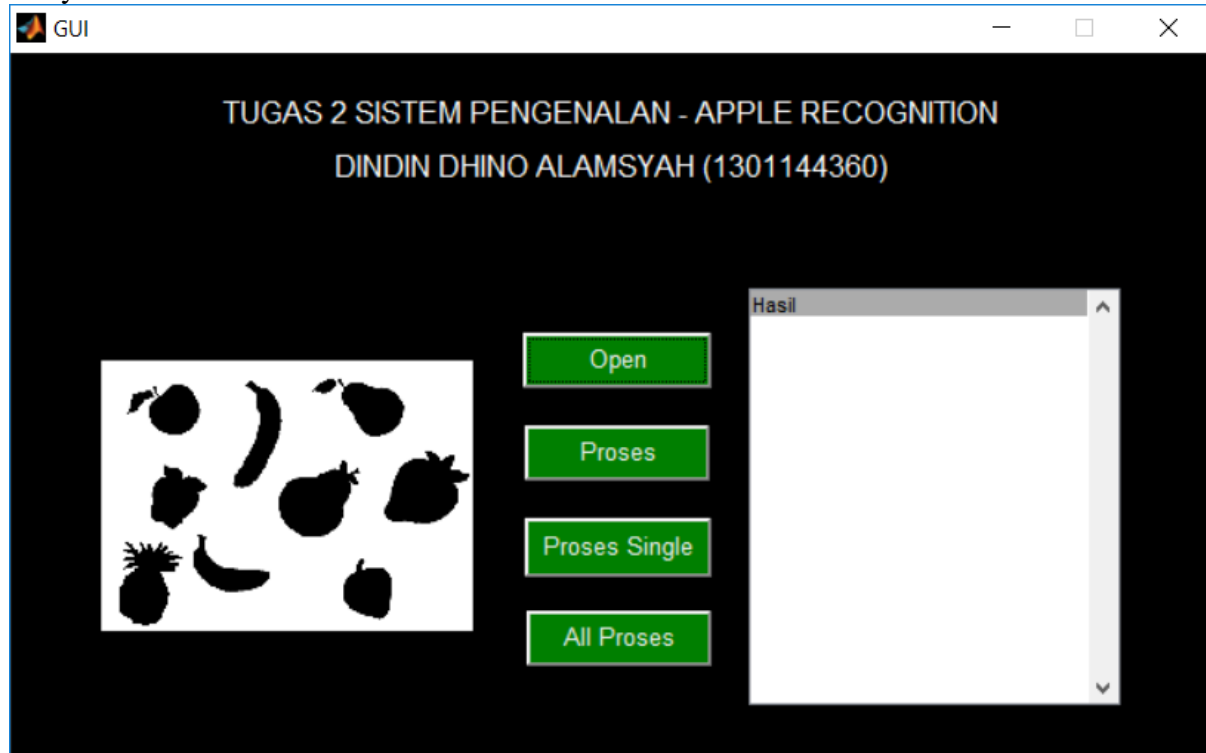 GUI
TUGAS 2 SISTEM PENGENALAN - APPLE RECOGNITION
DINDIN DHINO ALAMSYAH (1301144360)
Hasil
Open
Proses
Proses Single
All Proses